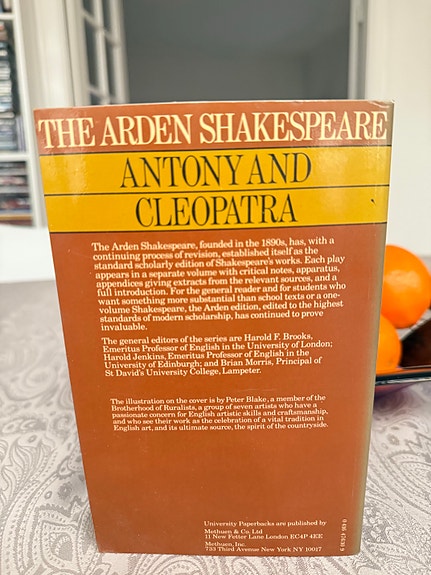 THE ARDEN SHAKESPEARE
ANTONY AND
CLEOPATRA
The Arden Shakespeare, founded in the 1890s, has, with a
continuing process of revision, established itself as the
standard scholarly edition of Shakespeare's works. Each play
appears in a separate volume with critical notes, apparatus,
appendices giving extracts from the relevant sources, and a
full introduction. For the general reader and for students who
want something more substantial than school texts or a one-
volume Shakespeare, the Arden edition, edited to the highest
standards of modern scholarship, has continued to prove
invaluable.
The general editors of the series are Harold F. Brooks,
Emeritus Professor of English in the University of London;
Harold Jenkins, Emeritus Professor of English in the
University of Edinburgh; and Brian Morris, Principal of
St David's University College, Lampeter.
The illustration on the cover is by Peter Blake, a member of the
Brotherhood of Ruralists, a group of seven artists who have a
passionate concern for English artistic skills and craftsmanship,
and who see their work as the celebration of a vital tradition in
English art, and its ultimate source, the spirit of the countryside.
University Paperbacks are published by
Methuen & Co Ltd
11 New Fetter Lane London EC4P 4EE
Methuen, Inc.
733 Third Avenue New York NY 10017